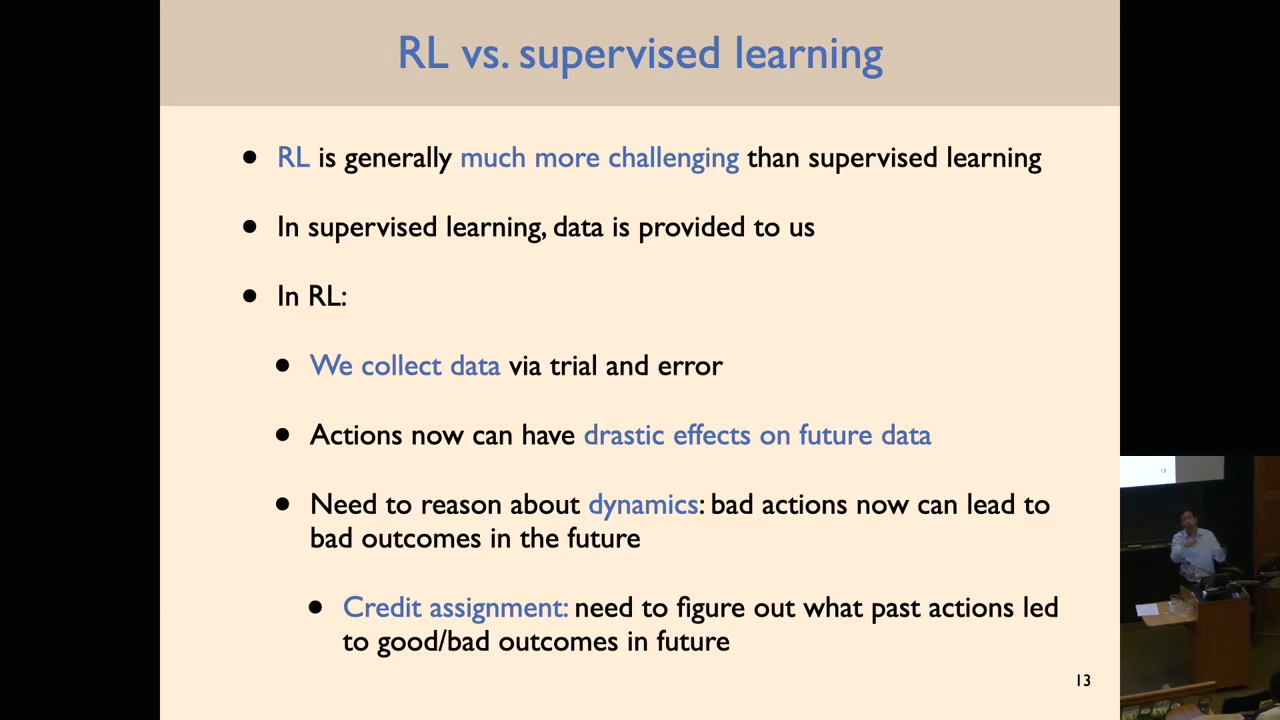 RL vs. supervised learning
● RL is generally much more challenging than supervised learning
● In supervised learning, data is provided to us
● In RL:
● We collect data via trial and error
● Actions now can have drastic effects on future data
● Need to reason about dynamics: bad actions now can lead to
bad outcomes in the future
● Credit assignment: need to figure out what past actions led
to good/bad outcomes in future
13